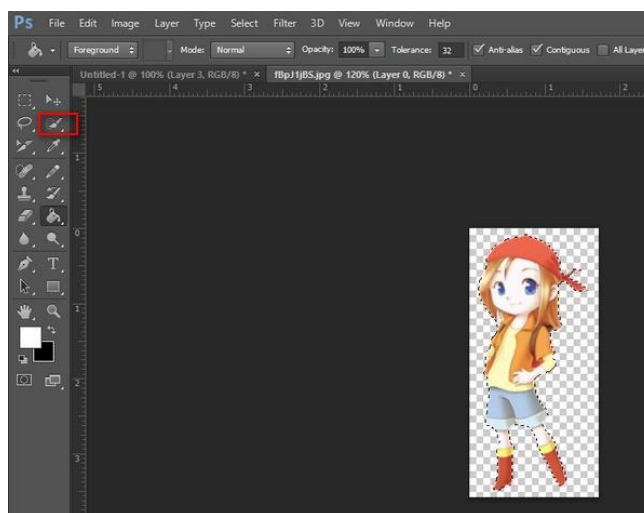 Ps File Edit Image Layer Type Select Filter 3D View Window Help
Foreground Mode: Normal Opacity: 100% Tolerance: 32 Anti-alias Contiguous All Layer
Untitled-1 @ 100% (Layer 3, RGB/8) * × fBpJ1jBS.jpg @ 120% (Layer 0, RGB/8) * ×
5 4 3 2 1 0 1 2
1
0
T
1
2
3